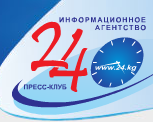 ИНФОРМАЦИОННОЕ
АГЕНТСТВО
24
www.24.kg
ПРЕСС-КЛУБ